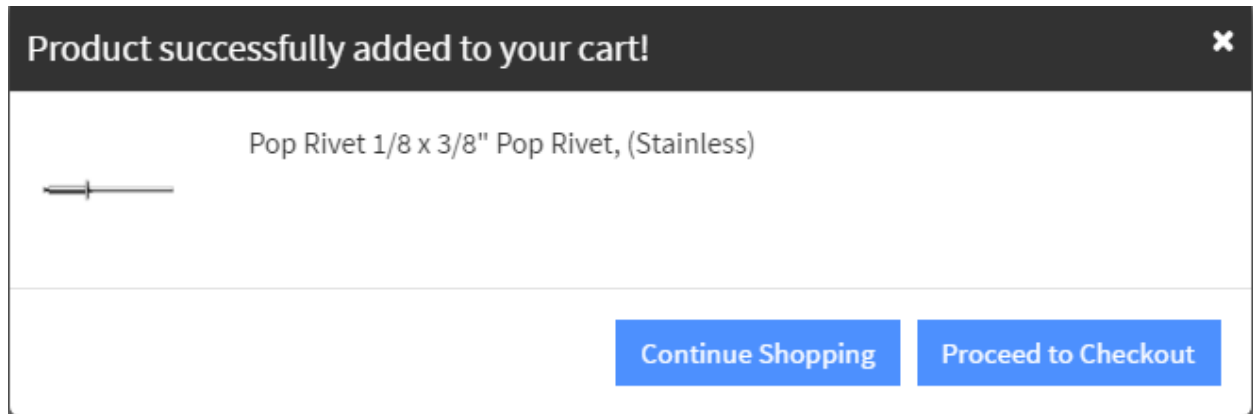 Product successfully added to your cart!
Pop Rivet 1/8 x 3/8" Pop Rivet, (Stainless)
Continue Shopping
Proceed to Checkout